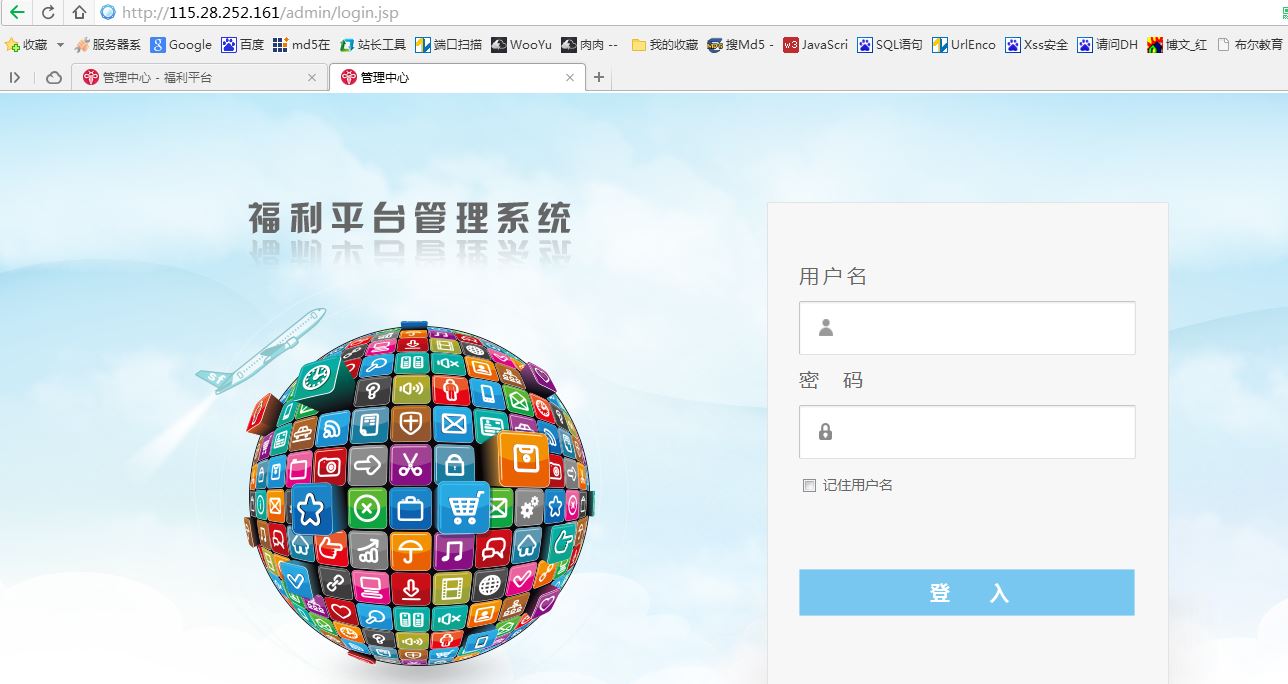 http://115.28.252.161/admin/login.jsp
收藏 服务器系 Google 百度 md5在 站长工具 端口扫描 WooYu 肉肉 -- 我的收藏 搜Md5 - JavaScri SQL语句 UrlEnco Xss安全 请问DH 博文_红 布尔教育
管理中心 - 福利平台 管理中心
福利平台管理系统
用户名
密 码
记住用户名
登 入